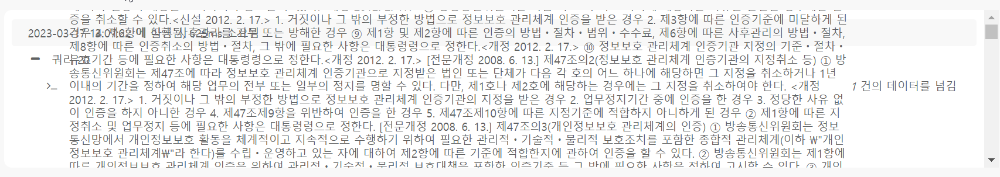 증을 취소할 수 있다.<신설 2012. 2. 17.> 1. 거짓이나 그 밖의 부정한 방법으로 정보보호 관리체계 인증을 받은 경우 2. 제3항에 따른 인증기준에 미달하게 된
경우 3. 제6항에 따른 사후관리를 거부 또는 방해한 경우 ⑨ 제1항 및 제2항에 따른 인증의 방법・절차・범위・수수료, 제6항에 따른 사후관리의 방법・절차,
제8항에 따른 인증취소의 방법・절차, 그 밖에 필요한 사항은 대통령령으로 정한다.<개정 2012. 2. 17.> ⑩ 정보보호 관리체계 인증기관 지정의 기준・절차・
쿼리: 20
유효기간 등에 필요한 사항은 대통령령으로 정한다.<개정 2012. 2. 17.> [전문개정 2008. 6. 13.] 제47조의2(정보보호 관리체계 인증기관의 지정취소 등) ① 방
송통신위원회는 제47조에 따라 정보보호 관리체계 인증기관으로 지정받은 법인 또는 단체가 다음 각 호의 어느 하나에 해당하면 그 지정을 취소하거나 1년
>_ 이내의 기간을 정하여 해당 업무의 전부 또는 일부의 정지를 명할 수 있다. 다만, 제1호나 제2호에 해당하는 경우에는 그 지정을 취소하여야 한다. <개정 1 건의 데이터를 넘김
2012. 2. 17.> 1. 거짓이나 그 밖의 부정한 방법으로 정보보호 관리체계 인증기관의 지정을 받은 경우 2. 업무정지기간 중에 인증을 한 경우 3. 정당한 사유 없
이 인증을 하지 아니한 경우 4. 제47조제9항을 위반하여 인증을 한 경우 5. 제47조제10항에 따른 지정기준에 적합하지 아니하게 된 경우 ② 제1항에 따른 지
정취소 및 업무정지 등에 필요한 사항은 대통령령으로 정한다. [전문개정 2008. 6. 13.] 제47조의3(개인정보보호 관리체계의 인증) ① 방송통신위원회는 정보
통신망에서 개인정보보호 활동을 체계적이고 지속적으로 수행하기 위하여 필요한 관리적・기술적・물리적 보호조치를 포함한 종합적 관리체계(이하 ₩"개인
정보보호 관리체계₩"라 한다)를 수립・운영하고 있는 자에 대하여 제2항에 따른 기준에 적합한지에 관하여 인증을 할 수 있다. ② 방송통신위원회는 제1항에
따른 개인정보보호 관리체계 인증을 위하여 관리적・기술적・물리적 보호대책을 포함한 인증기준 등 그 밖에 필요한 사항을 정하여 고시할 수 있다. ③ 개인